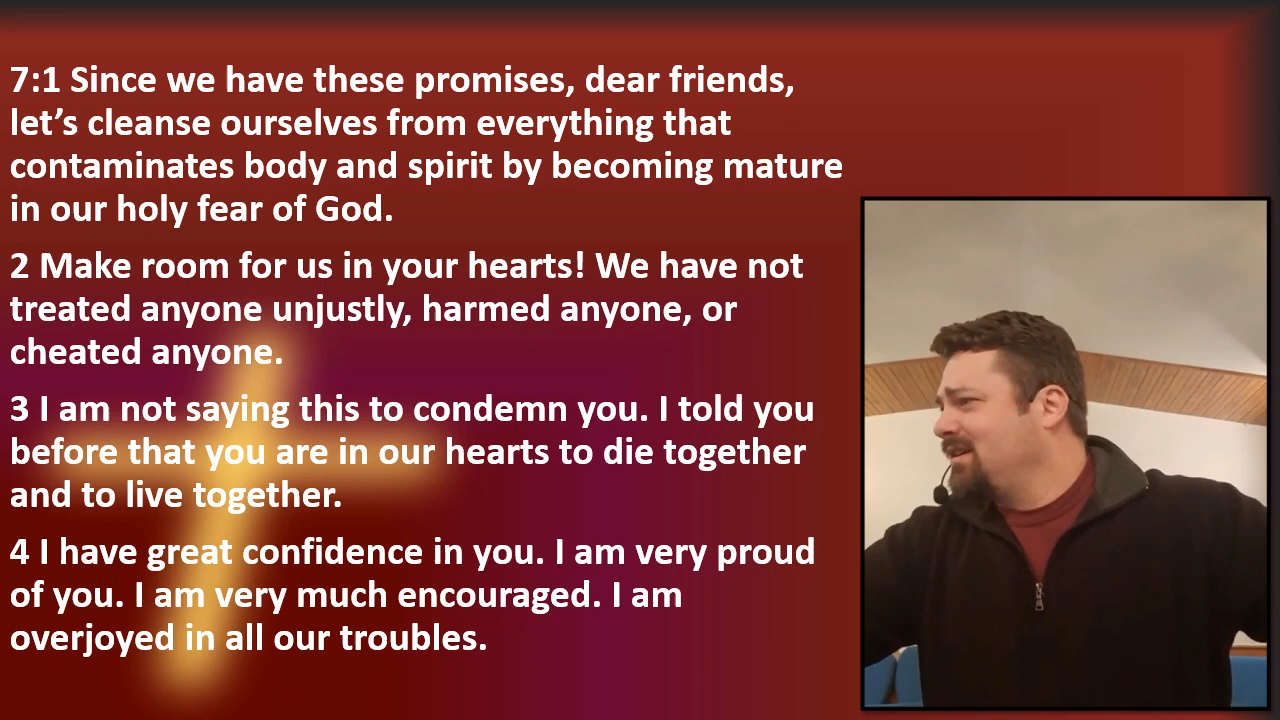 7:1 Since we have these promises, dear friends,
let’s cleanse ourselves from everything that
contaminates body and spirit by becoming mature
in our holy fear of God.
2 Make room for us in your hearts! We have not
treated anyone unjustly, harmed anyone, or
cheated anyone.
3 I am not saying this to condemn you. I told you
before that you are in our hearts to die together
and to live together.
4 I have great confidence in you. I am very proud
of you. I am very much encouraged. I am
overjoyed in all our troubles.